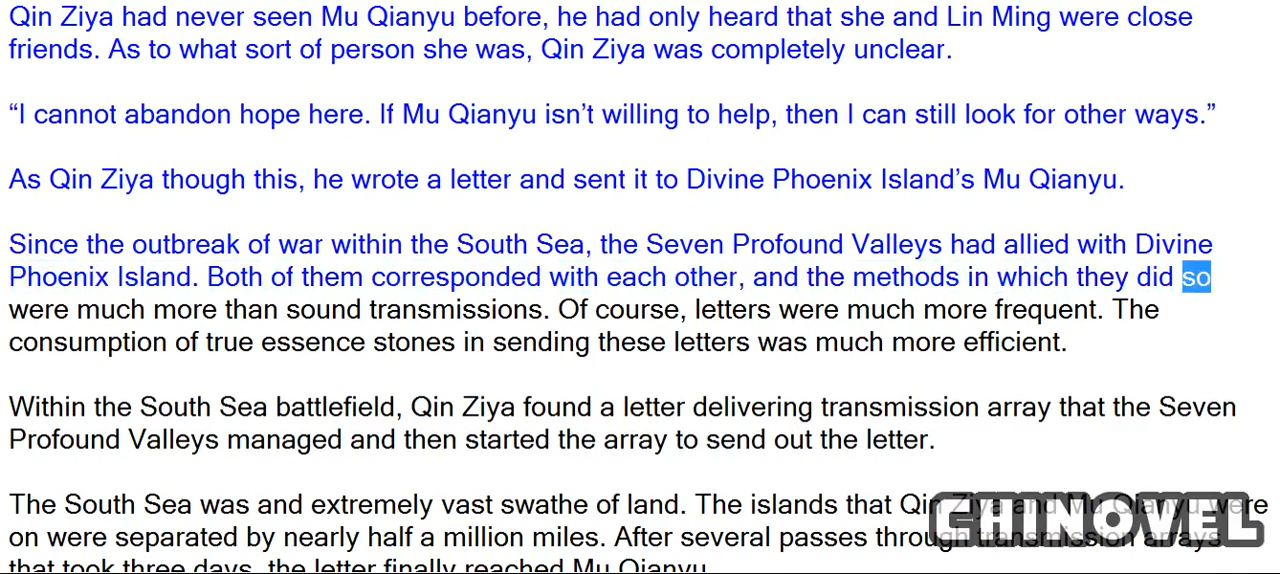 Qin Ziya had never seen Mu Qianyu before, he had only heard that she and Lin Ming were close
friends. As to what sort of person she was, Qin Ziya was completely unclear.
“I cannot abandon hope here. If Mu Qianyu isn’t willing to help, then I can still look for other ways.”
As Qin Ziya though this, he wrote a letter and sent it to Divine Phoenix Island’s Mu Qianyu.
Since the outbreak of war within the South Sea, the Seven Profound Valleys had allied with Divine
Phoenix Island. Both of them corresponded with each other, and the methods in which they did so
were much more than sound transmissions. Of course, letters were much more frequent. The
consumption of true essence stones in sending these letters was much more efficient.
Within the South Sea battlefield, Qin Ziya found a letter delivering transmission array that the Seven
Profound Valleys managed and then started the array to send out the letter.
The South Sea was and extremely vast swathe of land. The islands that Qin Ziya and Mu Qianyu were
on were separated by nearly half a million miles. After several passes through transmission arrays
that took three days, the letter finally reached Mu Qianyu.
CHINOVEL